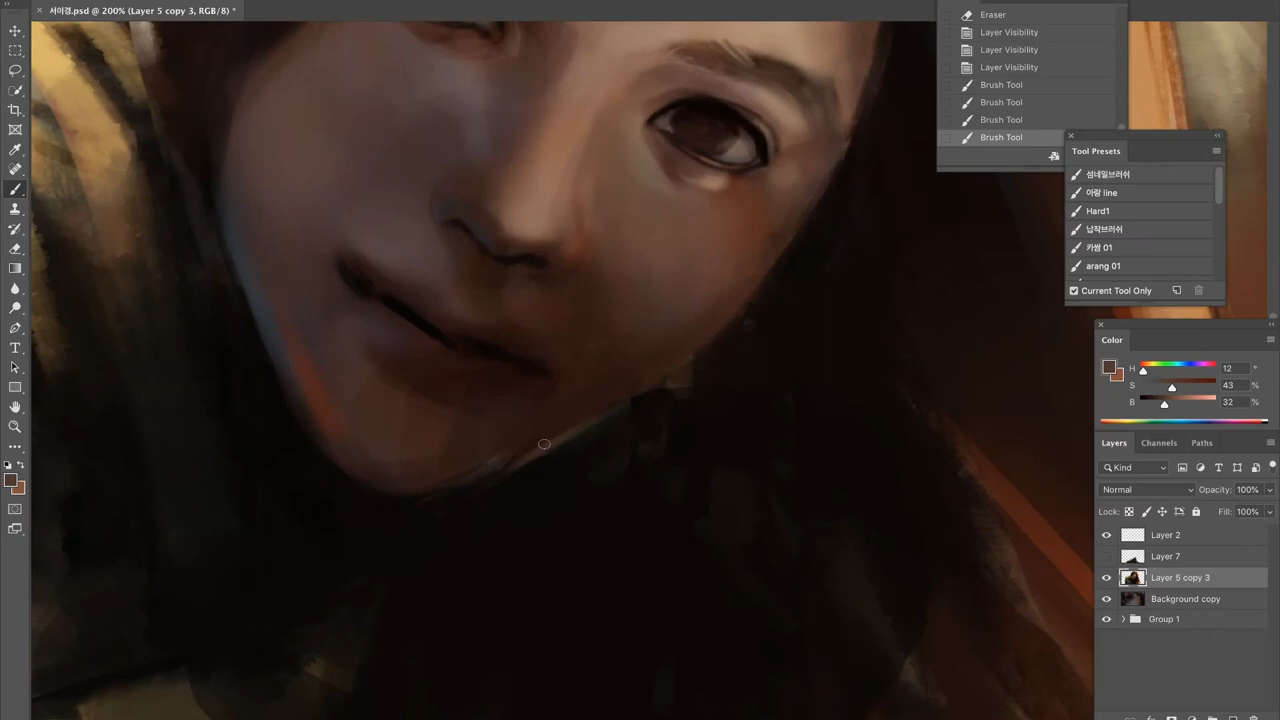 서이경.psd @ 200% (Layer 5 copy 3, RGB/8) *
Eraser
Layer Visibility
Layer Visibility
Layer Visibility
Brush Tool
Brush Tool
Brush Tool
Brush Tool
Tool Presets
섬네일브러쉬
아랑 line
Hard1
납작브러쉬
카쌈 01
arang 01
Current Tool Only
Color
H 12 °
S 43 %
B 32 %
Layers Channels Paths
Kind
Normal Opacity: 100%
Lock: Fill: 100%
Layer 2
Layer 7
Layer 5 copy 3
Background copy
Group 1